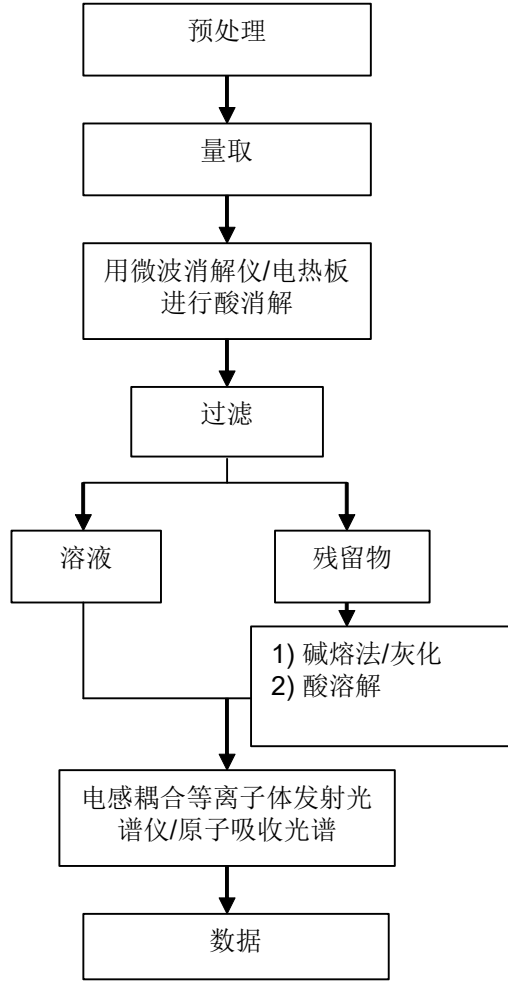 预处理
量取
用微波消解仪/电热板
进行酸消解
过滤
溶液
残留物
1) 碱熔法/灰化
2) 酸溶解
电感耦合等离子体发射光
谱仪/原子吸收光谱
数据